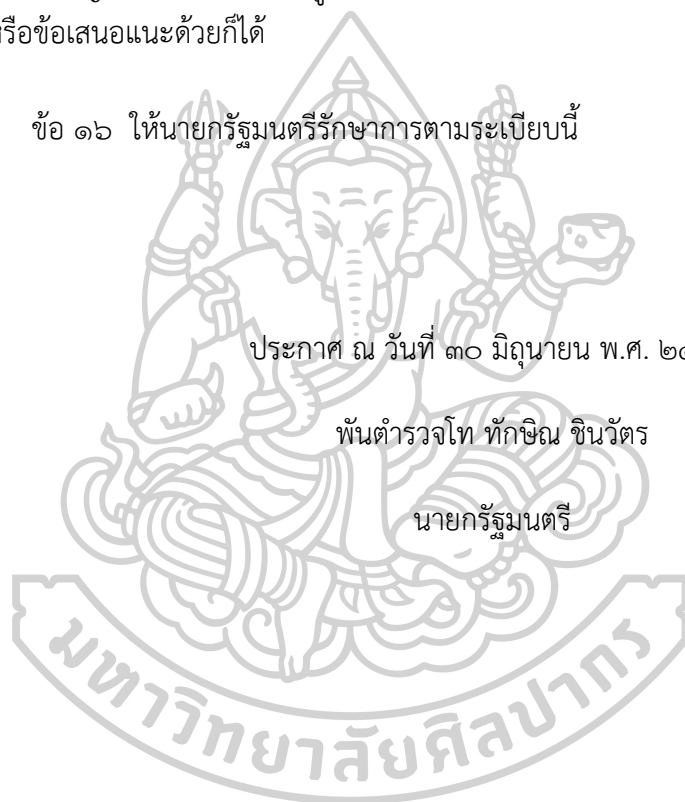 หรือข้อเสนอแนะด้วยก็ได้
ข้อ ๑๖ ให้นายกรัฐมนตรีรักษาการตามระเบียบนี้
ประกาศ ณ วันที่ ๓๐ มิถุนายน พ.ศ.
พันตำรวจโท ทักษิณ ชินวัตร
นายกรัฐมนตรี
มหาวิทยาลัยศิลปากร